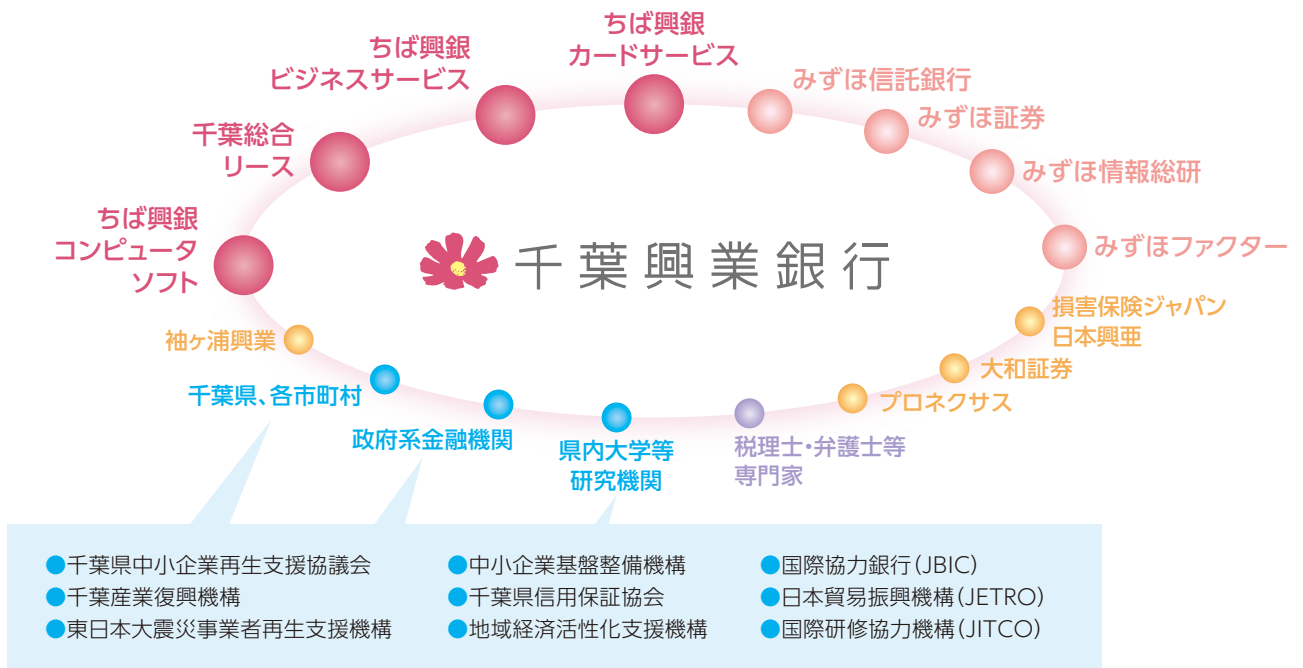 ちば興銀
カードサービス
ちば興銀
ビジネスサービス
みずほ信託銀行
みずほ証券
千葉総合
リース
みずほ情報総研
ちば興銀
コンピュータ
ソフト
千葉興業銀行
みずほファクター
損害保険ジャパン
日本興亜
袖ヶ浦興業
大和証券
千葉県、各市町村
プロネクサス
政府系金融機関
県内大学等
研究機関
税理士・弁護士等
専門家
●千葉県中小企業再生支援協議会
●千葉産業復興機構
●東日本大震災事業者再生支援機構
●中小企業基盤整備機構
●千葉県信用保証協会
●地域経済活性化支援機構
●国際協力銀行(JBIC)
●日本貿易振興機構(JETRO)
●国際研修協力機構(JITCO)